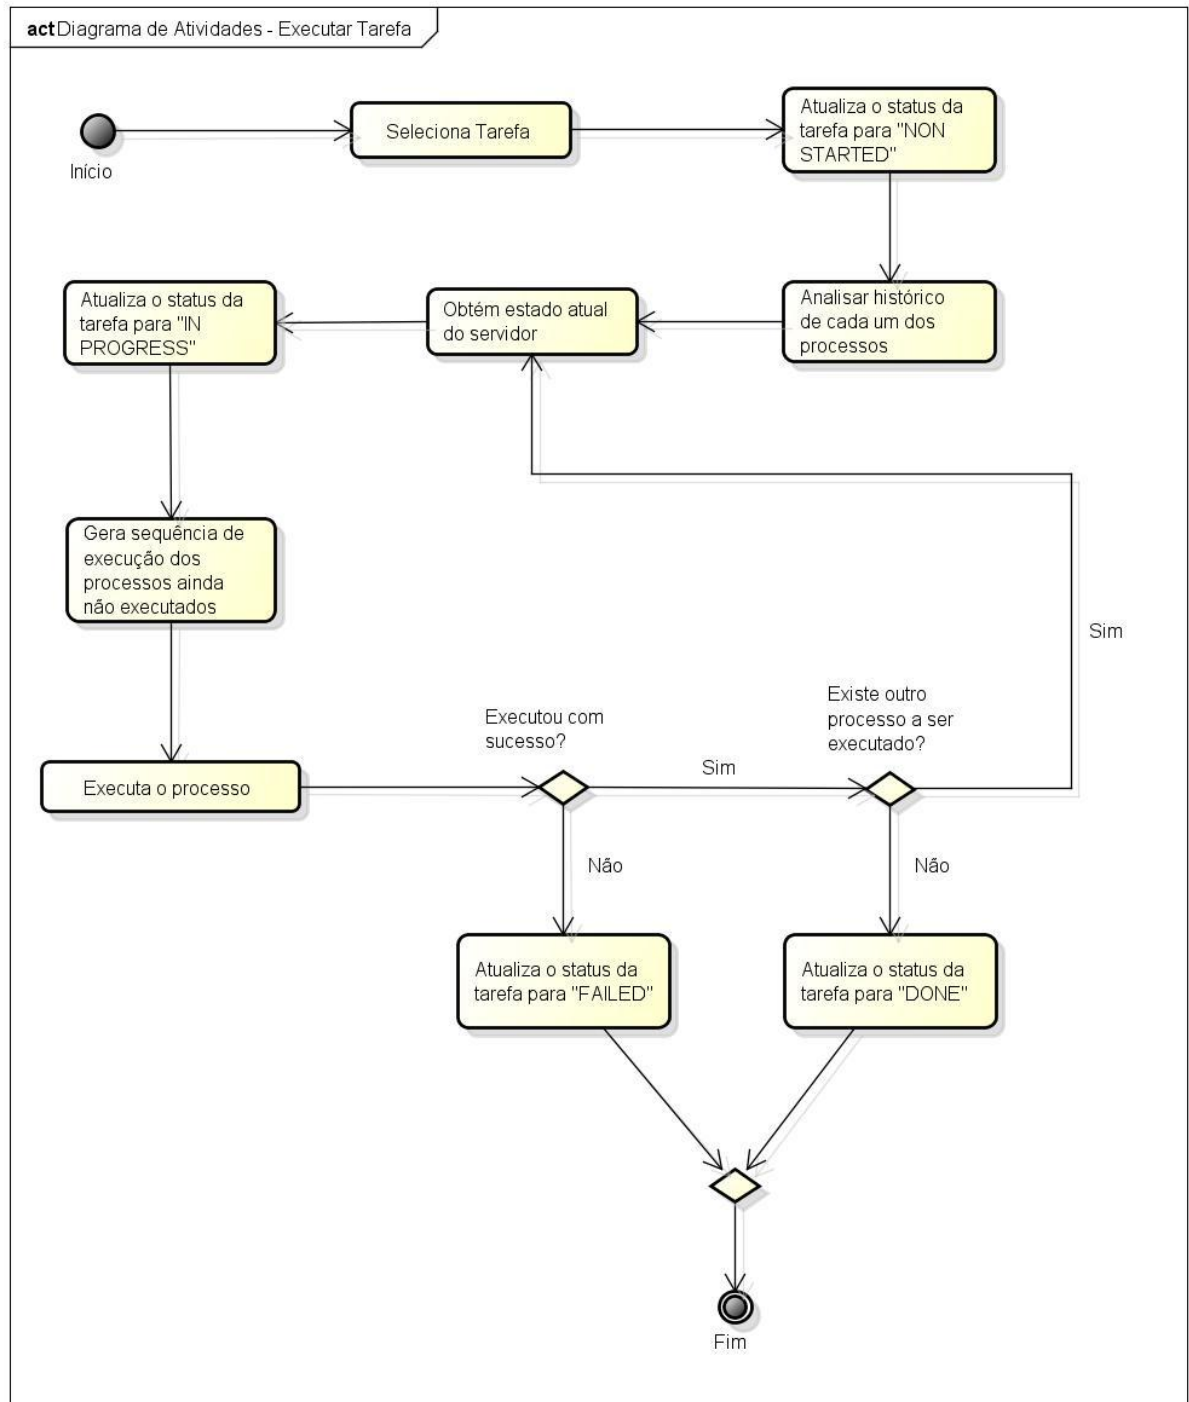 act Diagrama de Atividades - Executar Tarefa
Início
Seleciona Tarefa
Atualiza o status da
tarefa para "NON
STARTED"
Atualiza o status da
tarefa para "IN
PROGRESS"
Obtém estado atual
do servidor
Analisar histórico
de cada um dos
processos
Gera sequência de
execução dos
processos ainda
não executados
Sim
Executa o processo
Executou com
sucesso?
Sim
Existe outro
processo a ser
executado?
Não
Não
Atualiza o status da
tarefa para "FAILED"
Atualiza o status da
tarefa para "DONE"
Fim